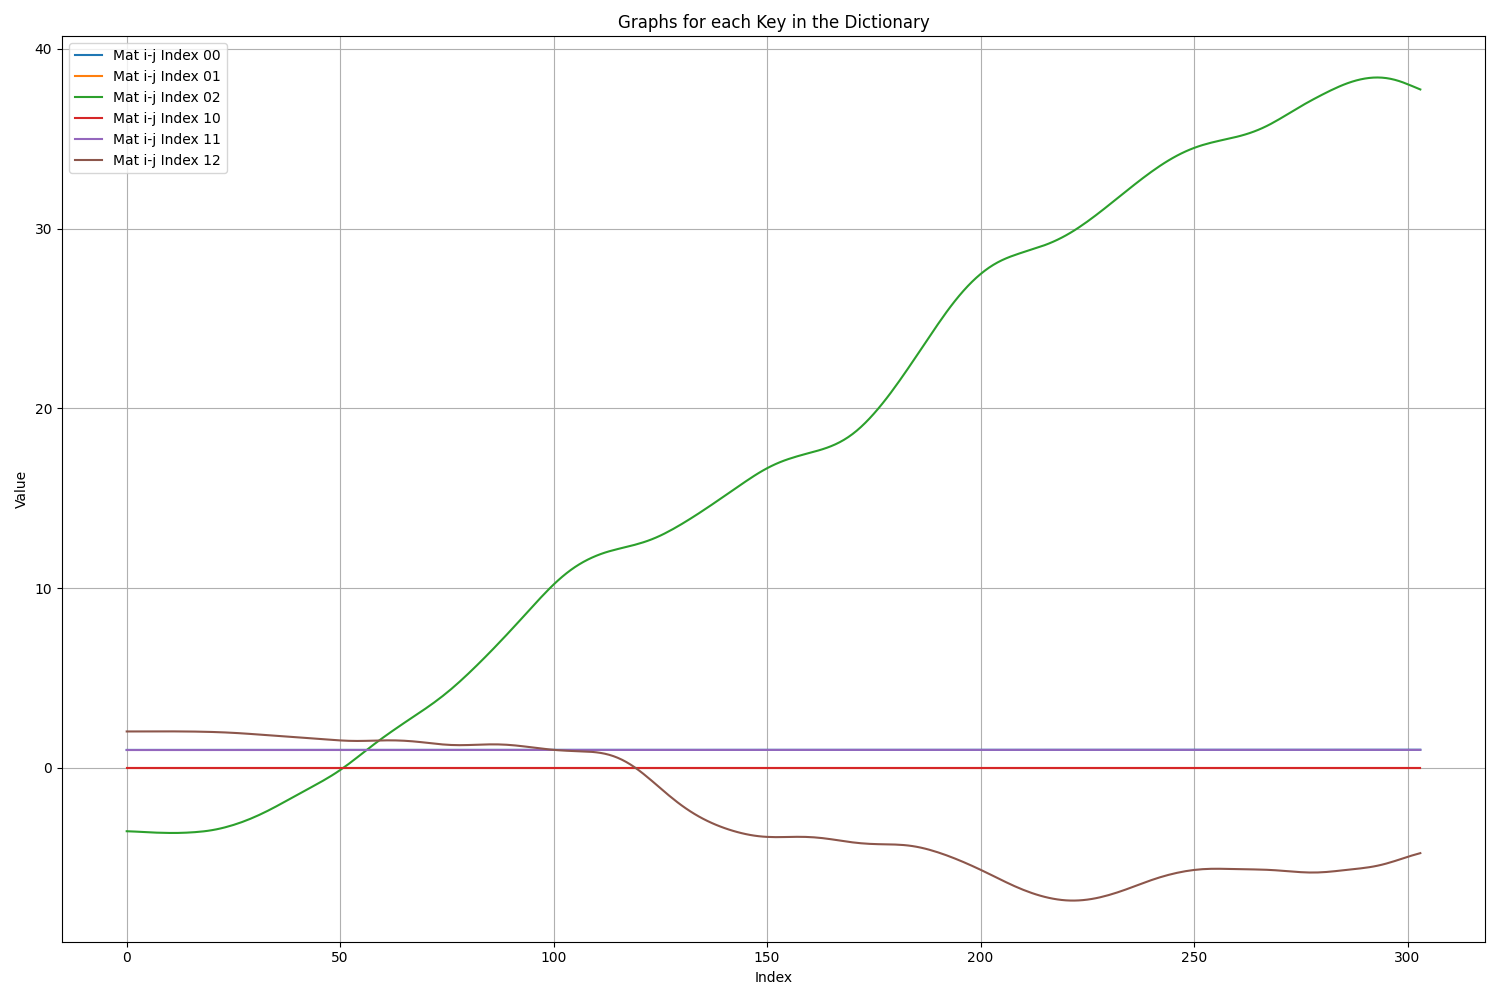 Graphs for each Key in the Dictionary
Mat i-j Index 00
Mat i-j Index 01
Mat i-j Index 02
Mat i-j Index 10
Mat i-j Index 11
Mat i-j Index 12
40
30
20
10
0
Value
0 50 100 150 200 250 300
Index